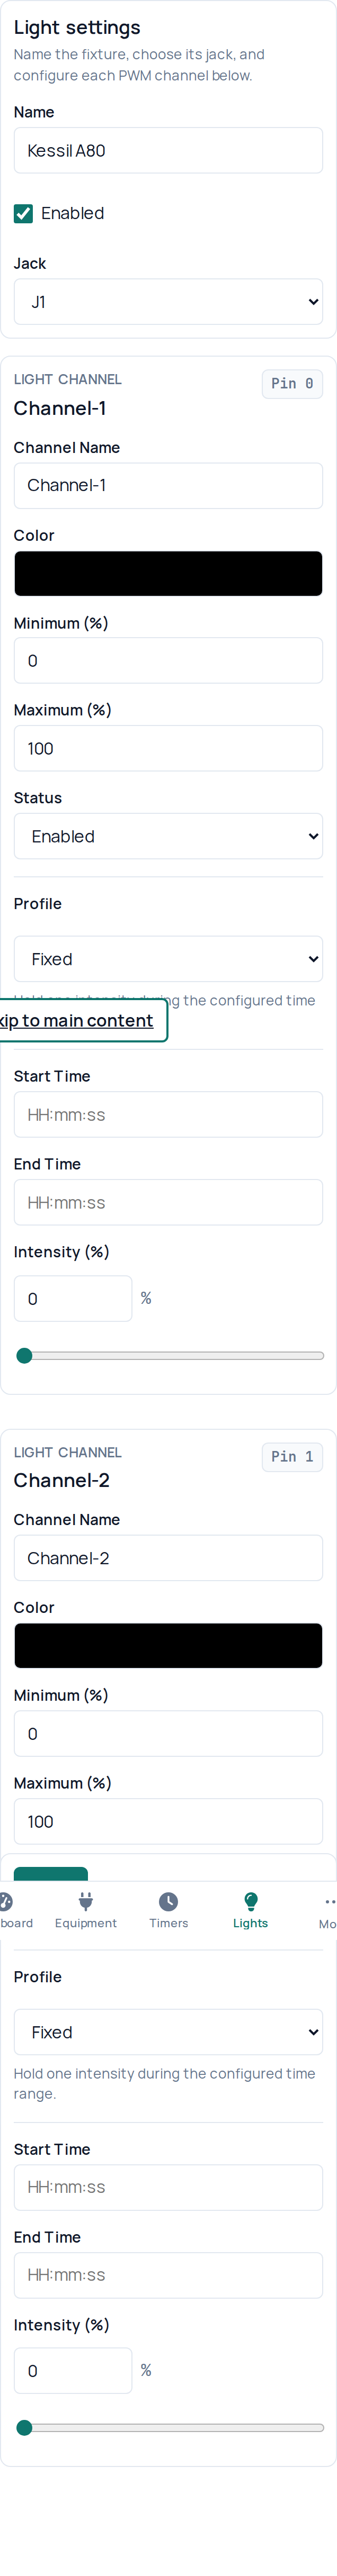 Light settings
Name the fixture, choose its jack, and
configure each PWM channel below.
Name
Kessil A80
Enabled
Jack
J1
LIGHT CHANNEL
Pin 0
Channel-1
Channel Name
Channel-1
Color
Minimum (%)
0
Maximum (%)
100
Status
Enabled
Profile
Fixed
Hold one intensity during the configured time
kip to main content
Start Time
HH:mm:ss
End Time
HH:mm:ss
Intensity (%)
0
%
LIGHT CHANNEL
Pin 1
Channel-2
Channel Name
Channel-2
Color
Minimum (%)
0
Maximum (%)
100
board
Equipment
Timers
Lights
Mo
Profile
Fixed
Hold one intensity during the configured time
range.
Start Time
HH:mm:ss
End Time
HH:mm:ss
Intensity (%)
0
%